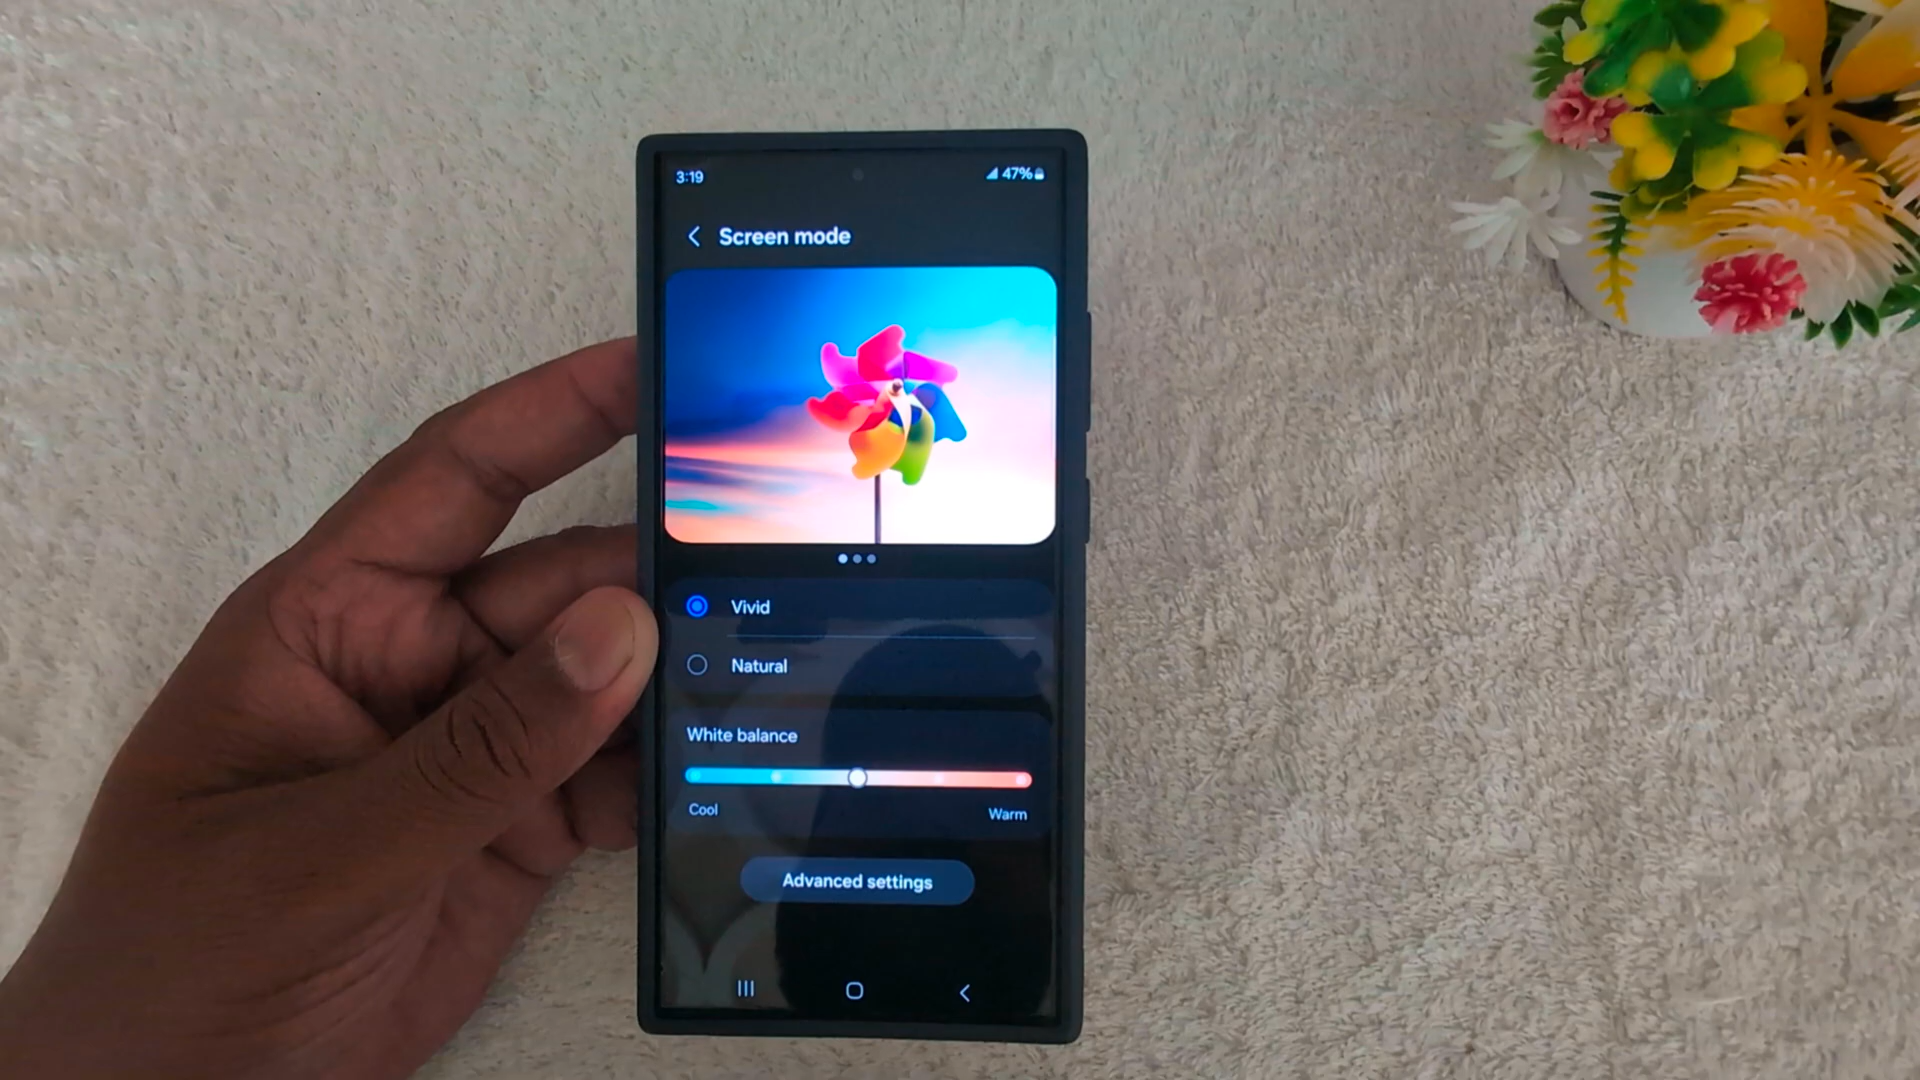 3:19
47%
Screen mode
Vivid
Natural
White balance
Cool
Warm
Advanced settings